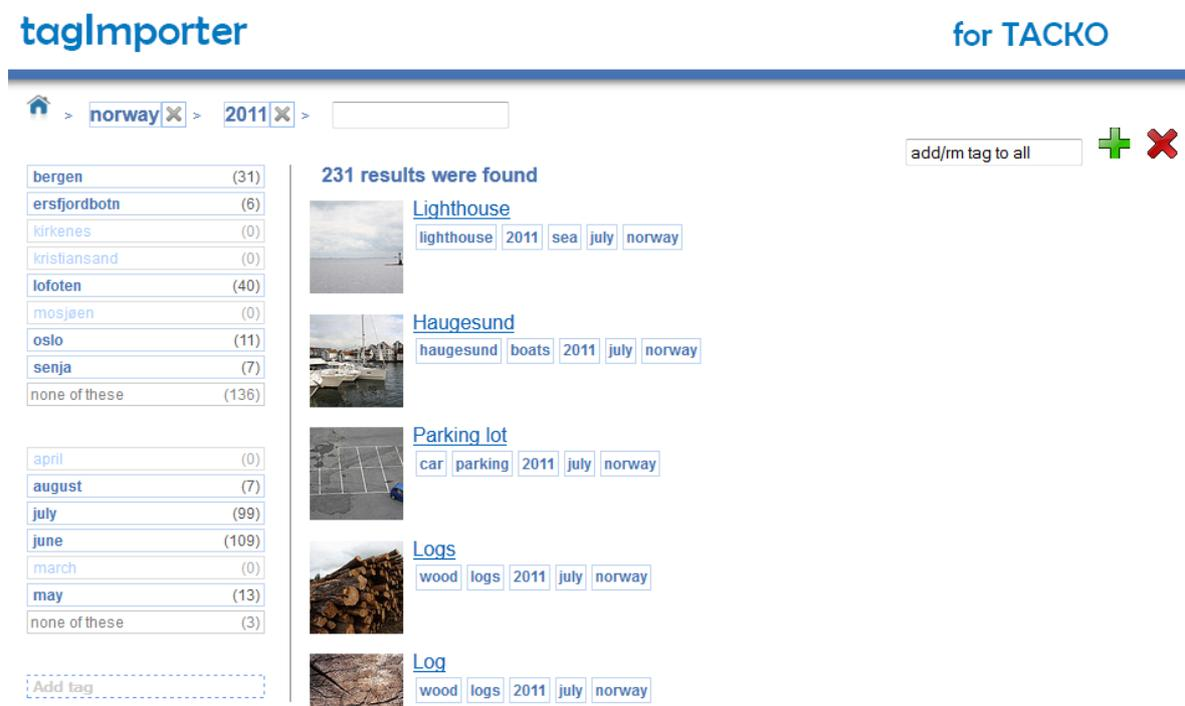 tagImporter for TACKO
> norway > 2011 >
add/rm tag to all
bergen (31)
ersfjordbotn (6)
kirkenes (0)
kristiansand (0)
lofoten (40)
mosjøen (0)
oslo (11)
senja (7)
none of these (136)
april (0)
august (7)
july (99)
june (109)
march (0)
may (13)
none of these (3)
Add tag
231 results were found
Lighthouse
lighthouse 2011 sea july norway
Haugesund
haugesund boats 2011 july norway
Parking lot
car parking 2011 july norway
Logs
wood logs 2011 july norway
Log
wood logs 2011 july norway